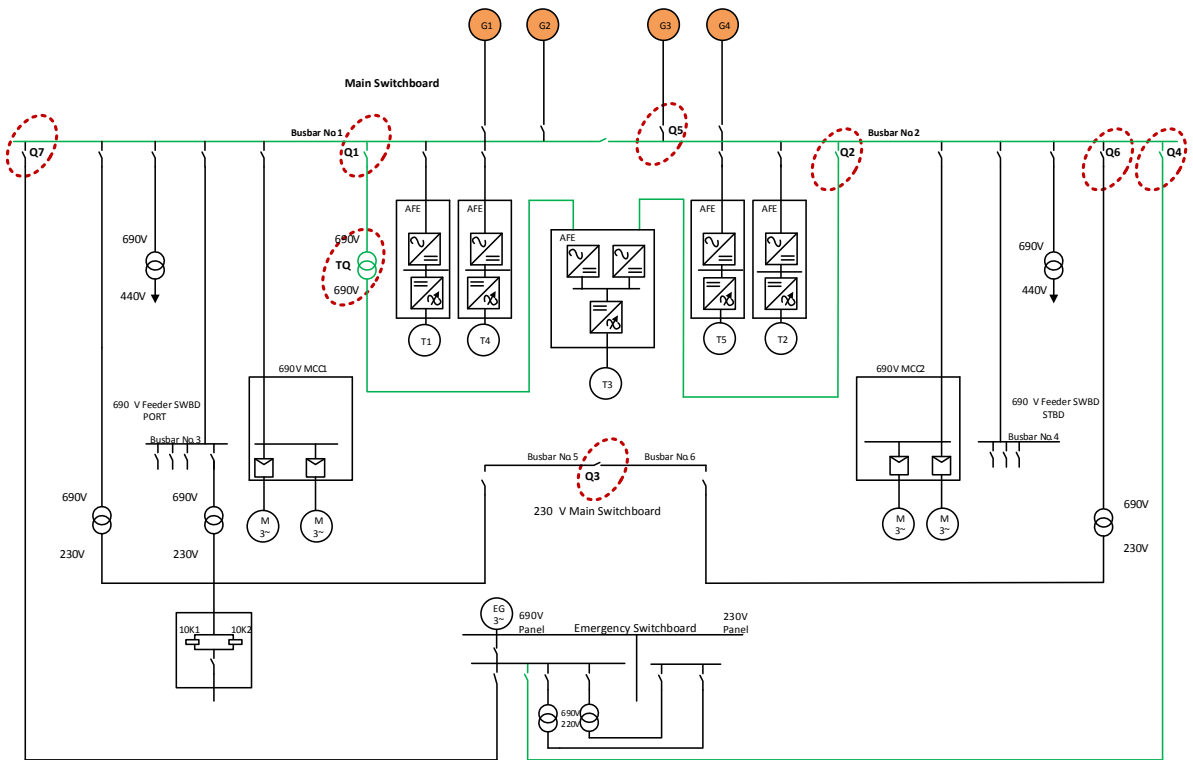 G1
G2
G3
G4
Main Switchboard
Busbar No.1
Q5
Busbar No.2
Q7
Q1
Q2
Q6
Q4
AFE
AFE
AFE
AFE
AFE
690V
690V
690V
TQ
440V
690V
440V
T1
T4
T5
T2
T3
690V MCC1
690V MCC2
690 V Feeder SWBD
PORT
690 V Feeder SWBD
STBD
Busbar No.3
Busbar No.4
Busbar No.5
Busbar No.6
Q3
690V
690V
230 V Main Switchboard
690V
M
3~
M
3~
M
3~
M
3~
230V
230V
230V
EG
3~
690V
Panel
Emergency Switchboard
230V
Panel
10K1
10K2
690V
220V